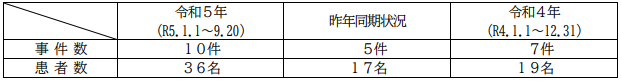 令和５年
(R5.1.1～9.20)
昨年同期状況
令和４年
(R4.1.1～12.31)
事件数 １０件 ５件 ７件
患者数 ３６名 １７名 １９名